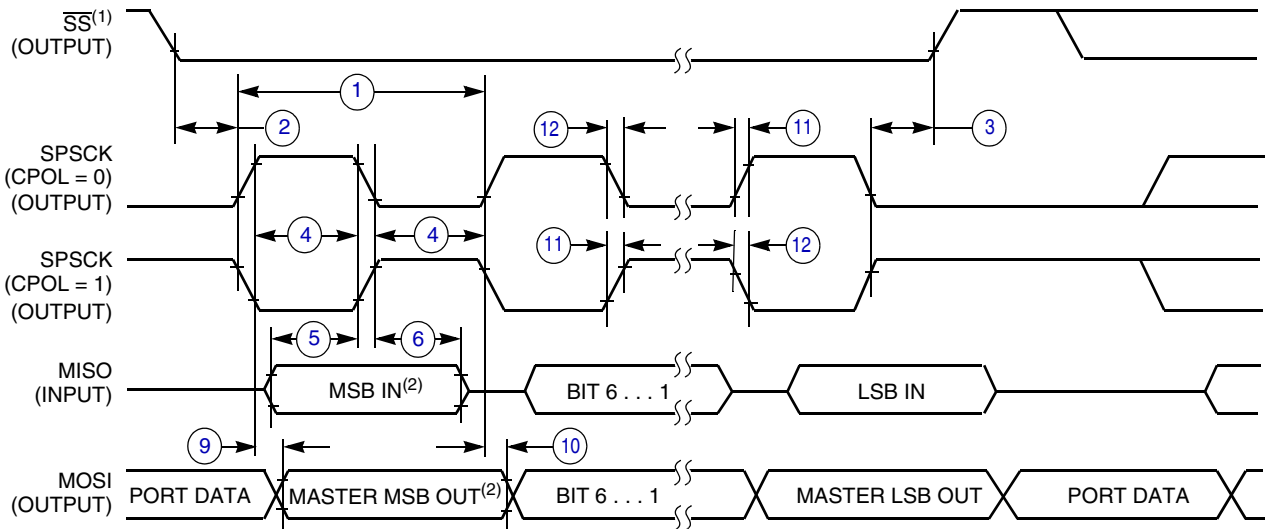 SS(1)
(OUTPUT)
1
2
12
11
3
SPSCK
(CPOL = 0)
(OUTPUT)
4
4
11
12
SPSCK
(CPOL = 1)
(OUTPUT)
5
6
MISO
(INPUT)
MSB IN(2)
BIT 6 . . . 1
LSB IN
9
10
MOSI
(OUTPUT)
PORT DATA
MASTER MSB OUT(2)
BIT 6 . . . 1
MASTER LSB OUT
PORT DATA